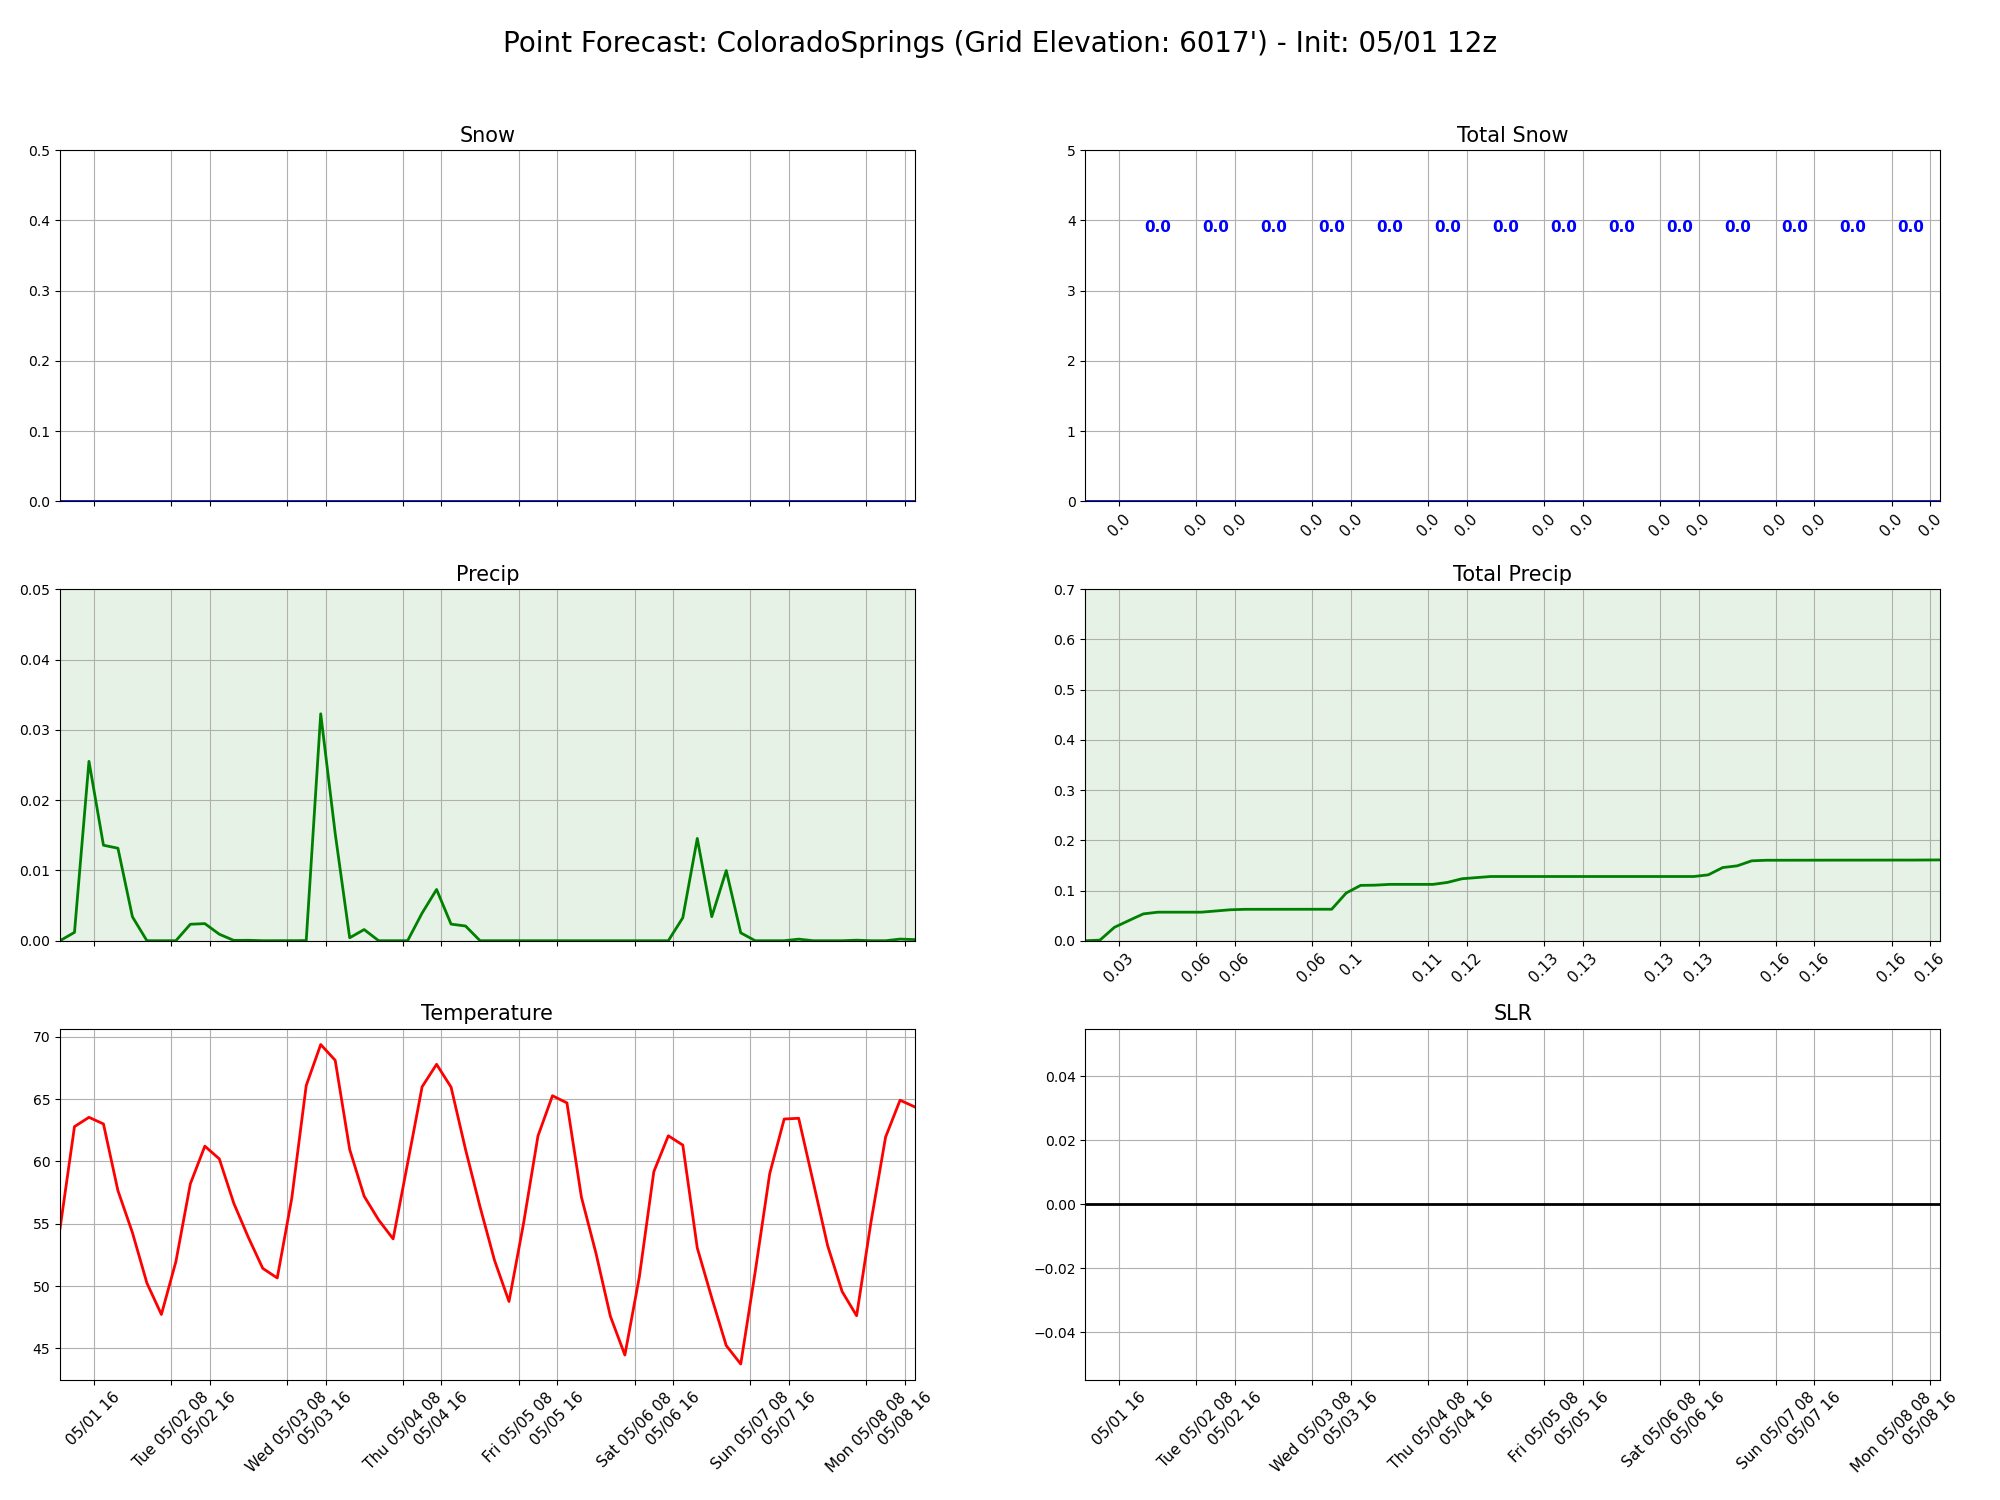 Point Forecast: ColoradoSprings (Grid Elevation: 6017') - Init: 05/01 12z
Snow
0.5
0.4
0.3
0.2
0.1
0.0
Total Snow
5
4
3
2
1
0
0.0 0.0 0.0 0.0 0.0 0.0 0.0 0.0 0.0 0.0 0.0 0.0 0.0 0.0
0.0 0.0 0.0 0.0 0.0 0.0 0.0 0.0 0.0 0.0 0.0 0.0 0.0 0.0 0.0
Precip
0.05
0.04
0.03
0.02
0.01
0.00
Total Precip
0.7
0.6
0.5
0.4
0.3
0.2
0.1
0.0
0.03 0.06 0.06 0.06 0.1 0.11 0.12 0.13 0.13 0.13 0.13 0.16 0.16 0.16 0.16
Temperature
70
65
60
55
50
45
05/01 16
Tue 05/02 08
05/02 16
Wed 05/03 08
05/03 16
Thu 05/04 08
05/04 16
Fri 05/05 08
05/05 16
Sat 05/06 08
05/06 16
Sun 05/07 08
05/07 16
Mon 05/08 08
05/08 16
SLR
0.04
0.02
0.00
−0.02
−0.04
05/01 16
Tue 05/02 08
05/02 16
Wed 05/03 08
05/03 16
Thu 05/04 08
05/04 16
Fri 05/05 08
05/05 16
Sat 05/06 08
05/06 16
Sun 05/07 08
05/07 16
Mon 05/08 08
05/08 16